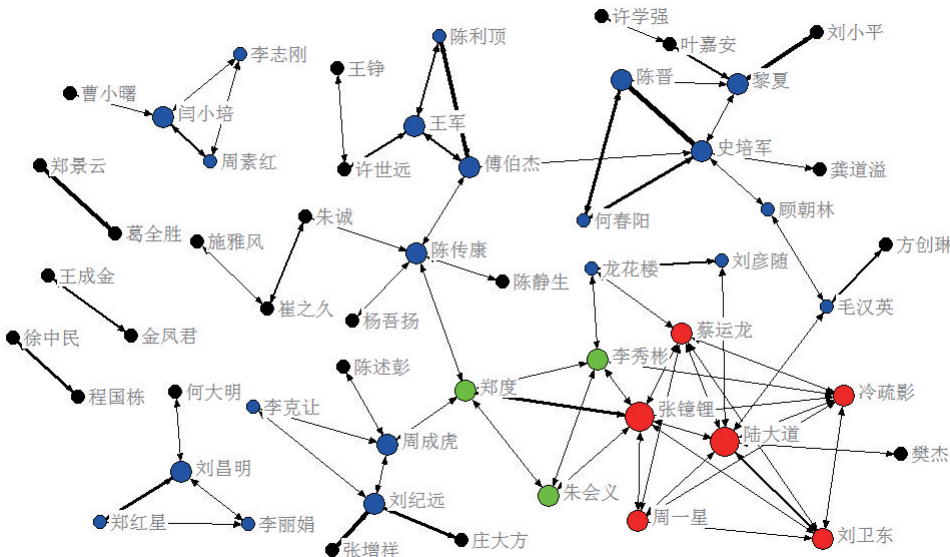 许学强
刘小平
陈利顶
叶嘉安
李志刚
王铮
陈晋
黎夏
曹小曙
闫小培
王军
周素红
许世远
傅伯杰
史培军
郑景云
龚道溢
朱诚
何春阳
顾朝林
葛全胜
施雅风
方创琳
陈传康
龙花楼
刘彦随
王成金
陈静生
崔之久
毛汉英
杨吾扬
蔡运龙
徐中民
金凤君
李秀彬
陈述彭
郑度
何大明
冷疏影
程国栋
李克让
张镱锂
周成虎
陆大道
樊杰
刘昌明
朱会义
刘纪远
郑红星
李丽娟
周一星
刘卫东
张增祥
庄大方